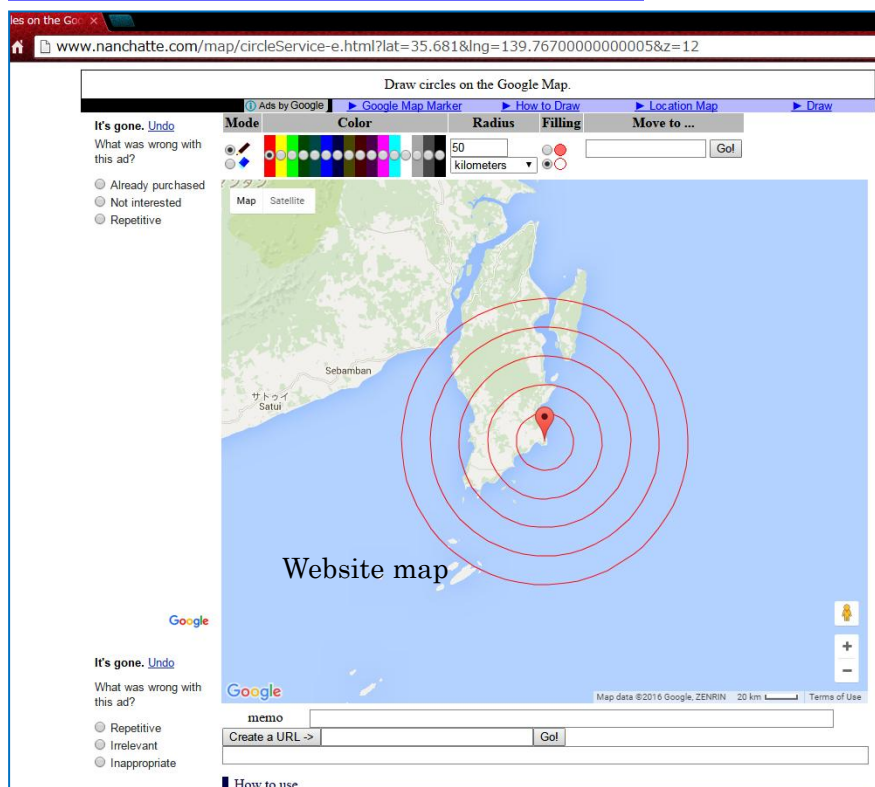 les on the Goo ×
www.nanchatte.com/map/circleService-e.html?lat=35.681&lng=139.76700000000005&z=12
Draw circles on the Google Map.
Ads by Google ► Google Map Marker ► How to Draw ► Location Map ► Draw
It's gone. Undo
What was wrong with
this ad?
Already purchased
Not interested
Repetitive
Mode Color Radius Filling Move to ...
50
kilometers
Go!
Map Satellite
Sebamban
サトゥイ
Satui
Website map
Google
It's gone. Undo
What was wrong with
this ad?
Repetitive
Irrelevant
Inappropriate
Google
Map data ©2016 Google, ZENRIN 20 km Terms of Use
memo
Create a URL -> Go!
How to use